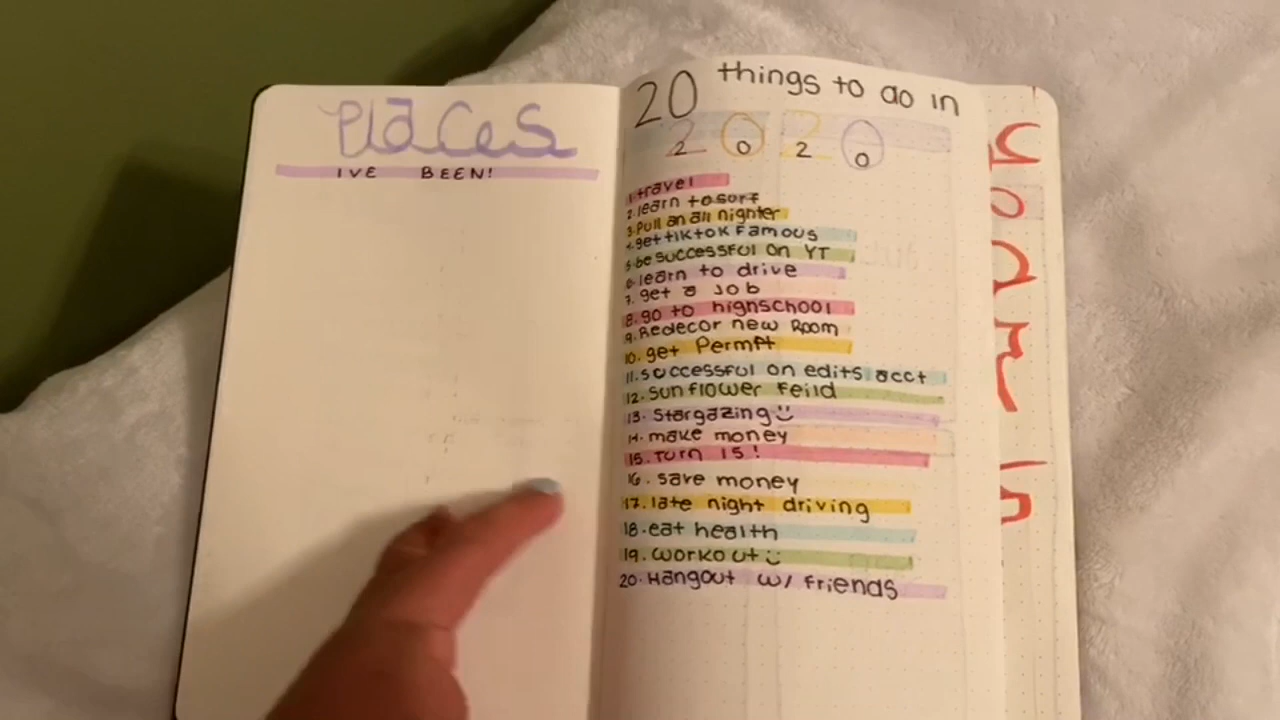 Places
I'VE BEEN!
20 things to do in
2020
1. travel
2. learn to surf
3. Pull an all nighter
4. get tiktok famous
5. be successful on YT
6. learn to drive
7. get a job
8. go to highschool
9. Redecor new Room
10. get Permit
11. successful on edits acct
12. sunflower feild
13. Stargazing
14. make money
15. Turn 15!
16. save money
17. late night driving
18. eat health
19. workout
20. Hangout w/ friends
year in